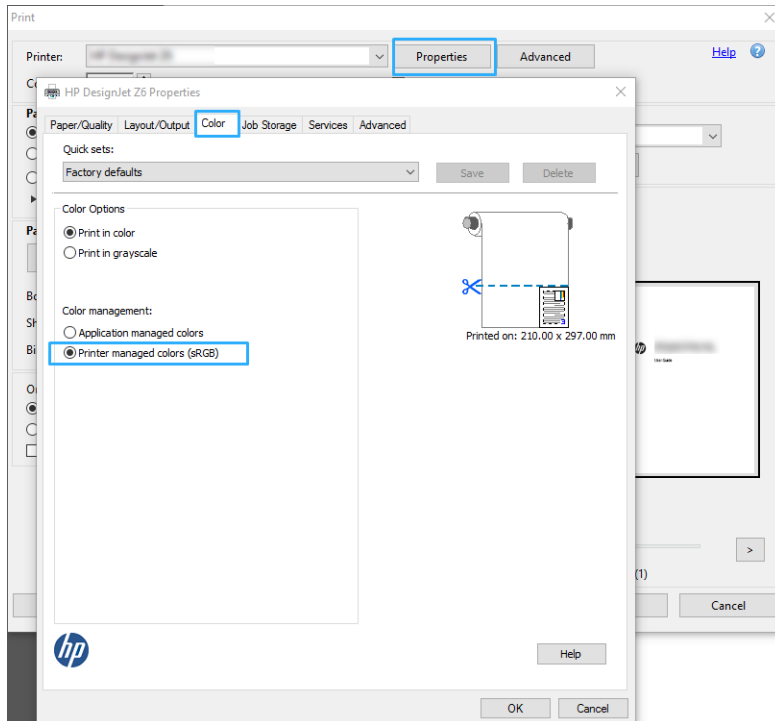 Print
Printer:
Properties
Advanced
Help
HP DesignJet Z6 Properties
Paper/Quality
Layout/Output
Color
Job Storage
Services
Advanced
Quick sets:
Factory defaults
Save
Delete
Color Options
Print in color
Print in grayscale
Color management:
Application managed colors
Printer managed colors (sRGB)
Printed on: 210.00 x 297.00 mm
hp
Help
OK
Cancel
>
(1)
Cancel